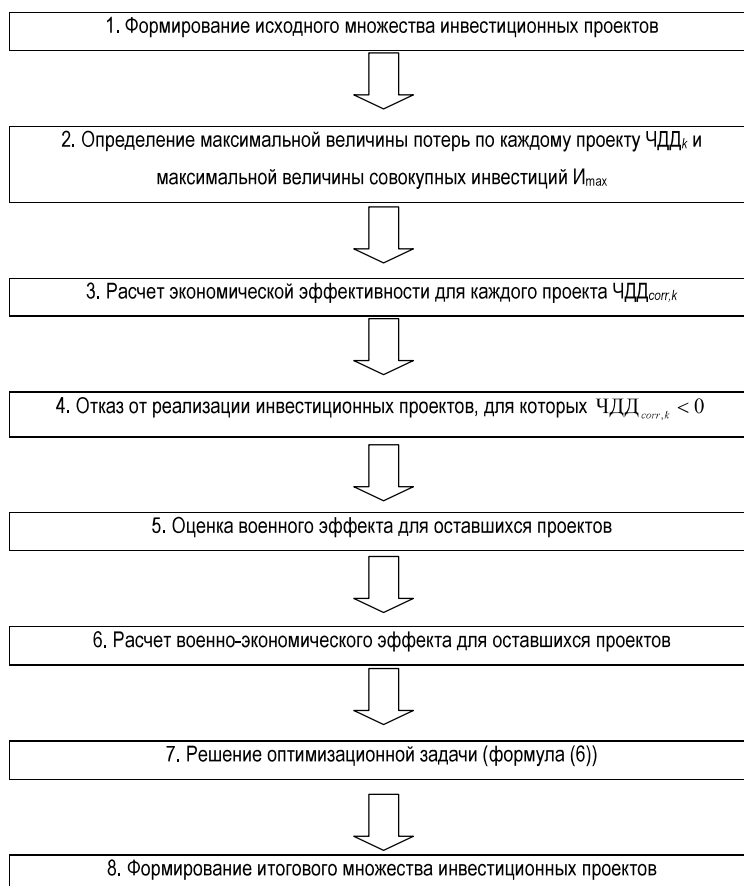 1. Формирование исходного множества инвестиционных проектов
2. Определение максимальной величины потерь по каждому проекту ЧДДk и
максимальной величины совокупных инвестиций Иmax
3. Расчет экономической эффективности для каждого проекта ЧДДcorr,k
4. Отказ от реализации инвестиционных проектов, для которых ЧДДcorr,k < 0
5. Оценка военного эффекта для оставшихся проектов
6. Расчет военно-экономического эффекта для оставшихся проектов
7. Решение оптимизационной задачи (формула (6))
8. Формирование итогового множества инвестиционных проектов